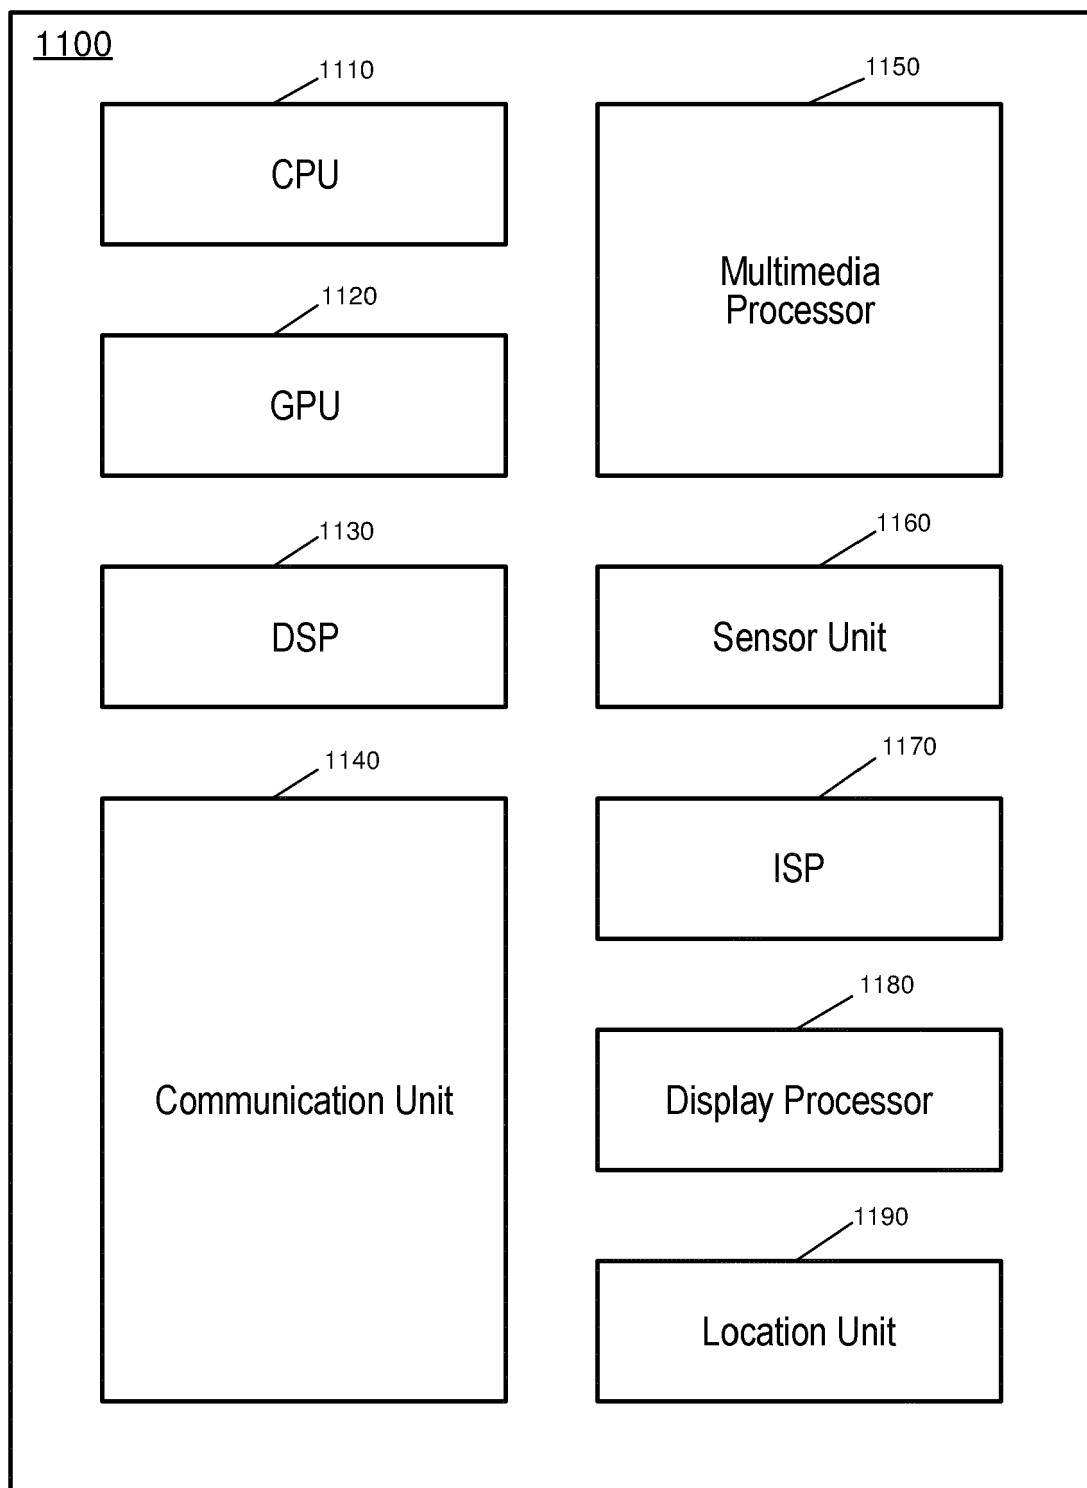 1100
1110
CPU
1120
GPU
1130
DSP
1140
Communication Unit
1150
Multimedia
Processor
1160
Sensor Unit
1170
ISP
1180
Display Processor
1190
Location Unit